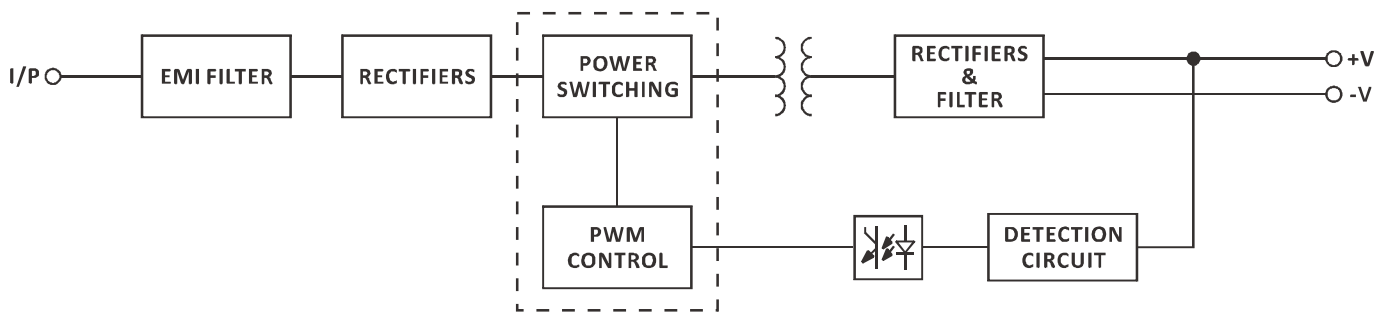 I/P
EMI FILTER
RECTIFIERS
POWER
SWITCHING
RECTIFIERS
&
FILTER
+V
-V
PWM
CONTROL
DETECTION
CIRCUIT